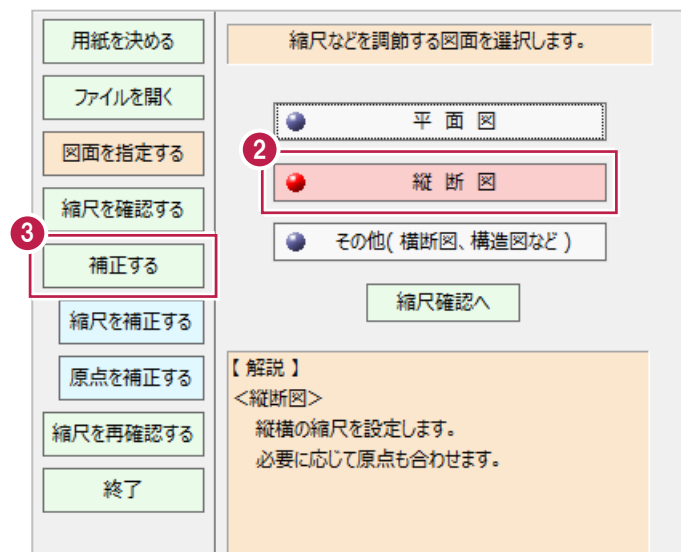 用紙を決める
ファイルを開く
図面を指定する
縮尺を確認する
3
補正する
縮尺を補正する
原点を補正する
縮尺を再確認する
終了
縮尺などを調節する図面を選択します。
平 面 図
2
縦 断 図
その他( 横断図、構造図など )
縮尺確認へ
【 解説 】
<縦断図>
縦横の縮尺を設定します。
必要に応じて原点も合わせます。